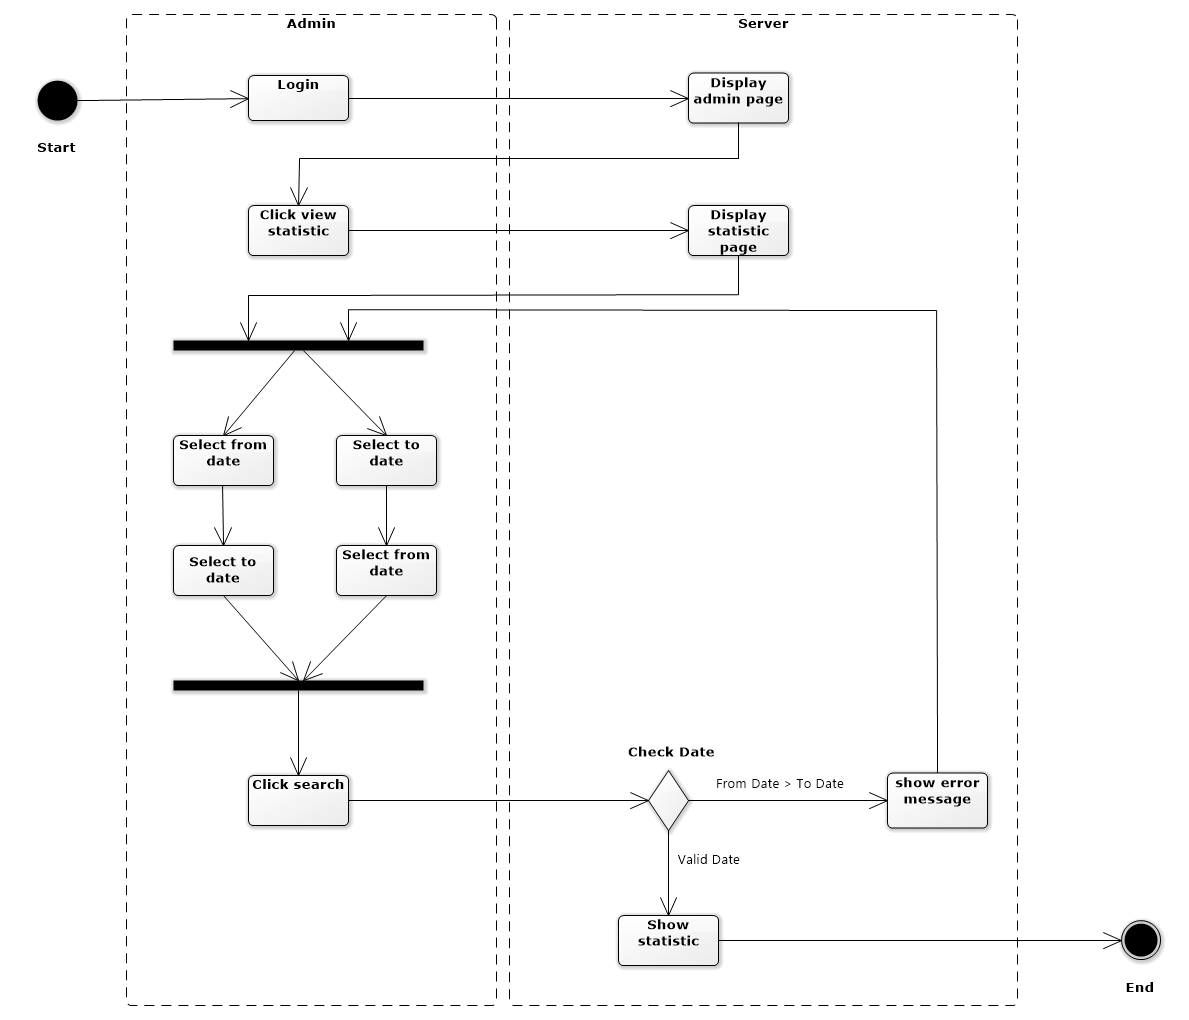 Admin
Server
Login
Display
admin page
Start
Click view
statistic
Display
statistic
page
Select from
date
Select to
date
Select to
date
Select from
date
Check Date
Click search
From Date > To Date
show error
message
Valid Date
Show
statistic
End